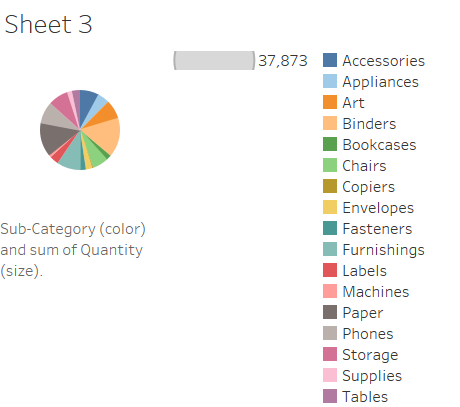 Sheet 3
37,873
Accessories
Appliances
Art
Binders
Bookcases
Chairs
Copiers
Envelopes
Fasteners
Furnishings
Labels
Machines
Paper
Phones
Storage
Supplies
Tables
Sub-Category (color)
and sum of Quantity
(size).